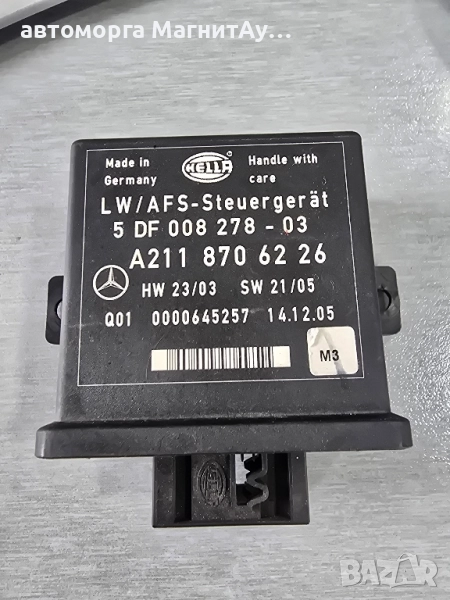 автоморга МагнитАу...
Made in Germany
HELLA
Handle with care
LW/AFS-Steuergerät
5 DF 008 278 - 03
A211 870 62 26
HW 23/03 SW 21/05
Q01 0000645257 14.12.05
M3
BAZAR